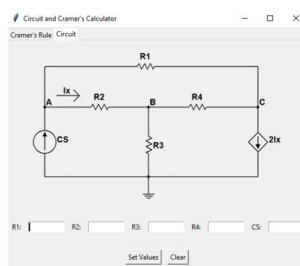 Circuit and Cramer's Calculator
Cramer's Rule Circuit
R1
Ix
A R2 B R4 C
CS R3 2Ix
R1: R2: R3: R4: CS:
Set Values Clear